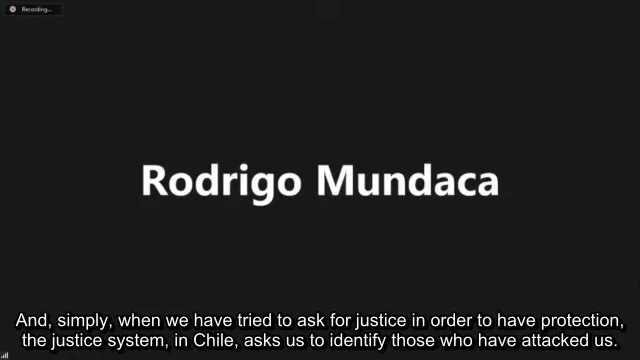 Recording...
Rodrigo Mundaca
And, simply, when we have tried to ask for justice in order to have protection,
the justice system, in Chile, asks us to identify those who have attacked us.